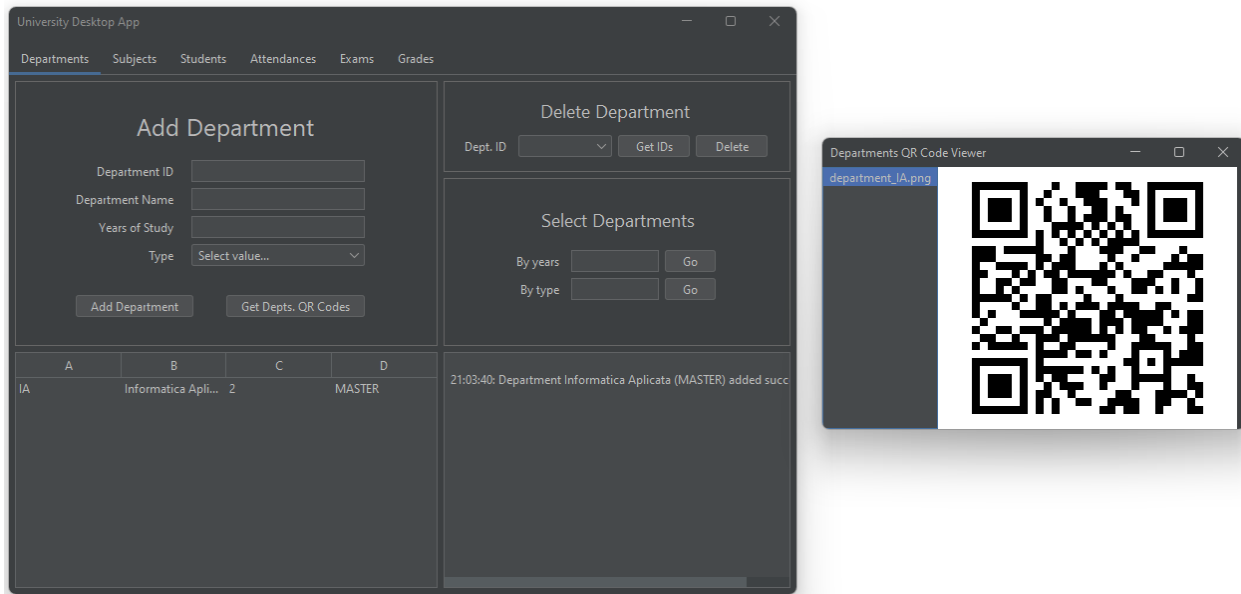 University Desktop App
Departments Subjects Students Attendances Exams Grades
Add Department
Department ID
Department Name
Years of Study
Type Select value...
Add Department Get Depts. QR Codes
Delete Department
Dept. ID Get IDs Delete
Select Departments
By years Go
By type Go
A B C D
IA Informatica Apli... 2 MASTER
21:03:40: Department Informatica Aplicata (MASTER) added succ
Departments QR Code Viewer
department_IA.png